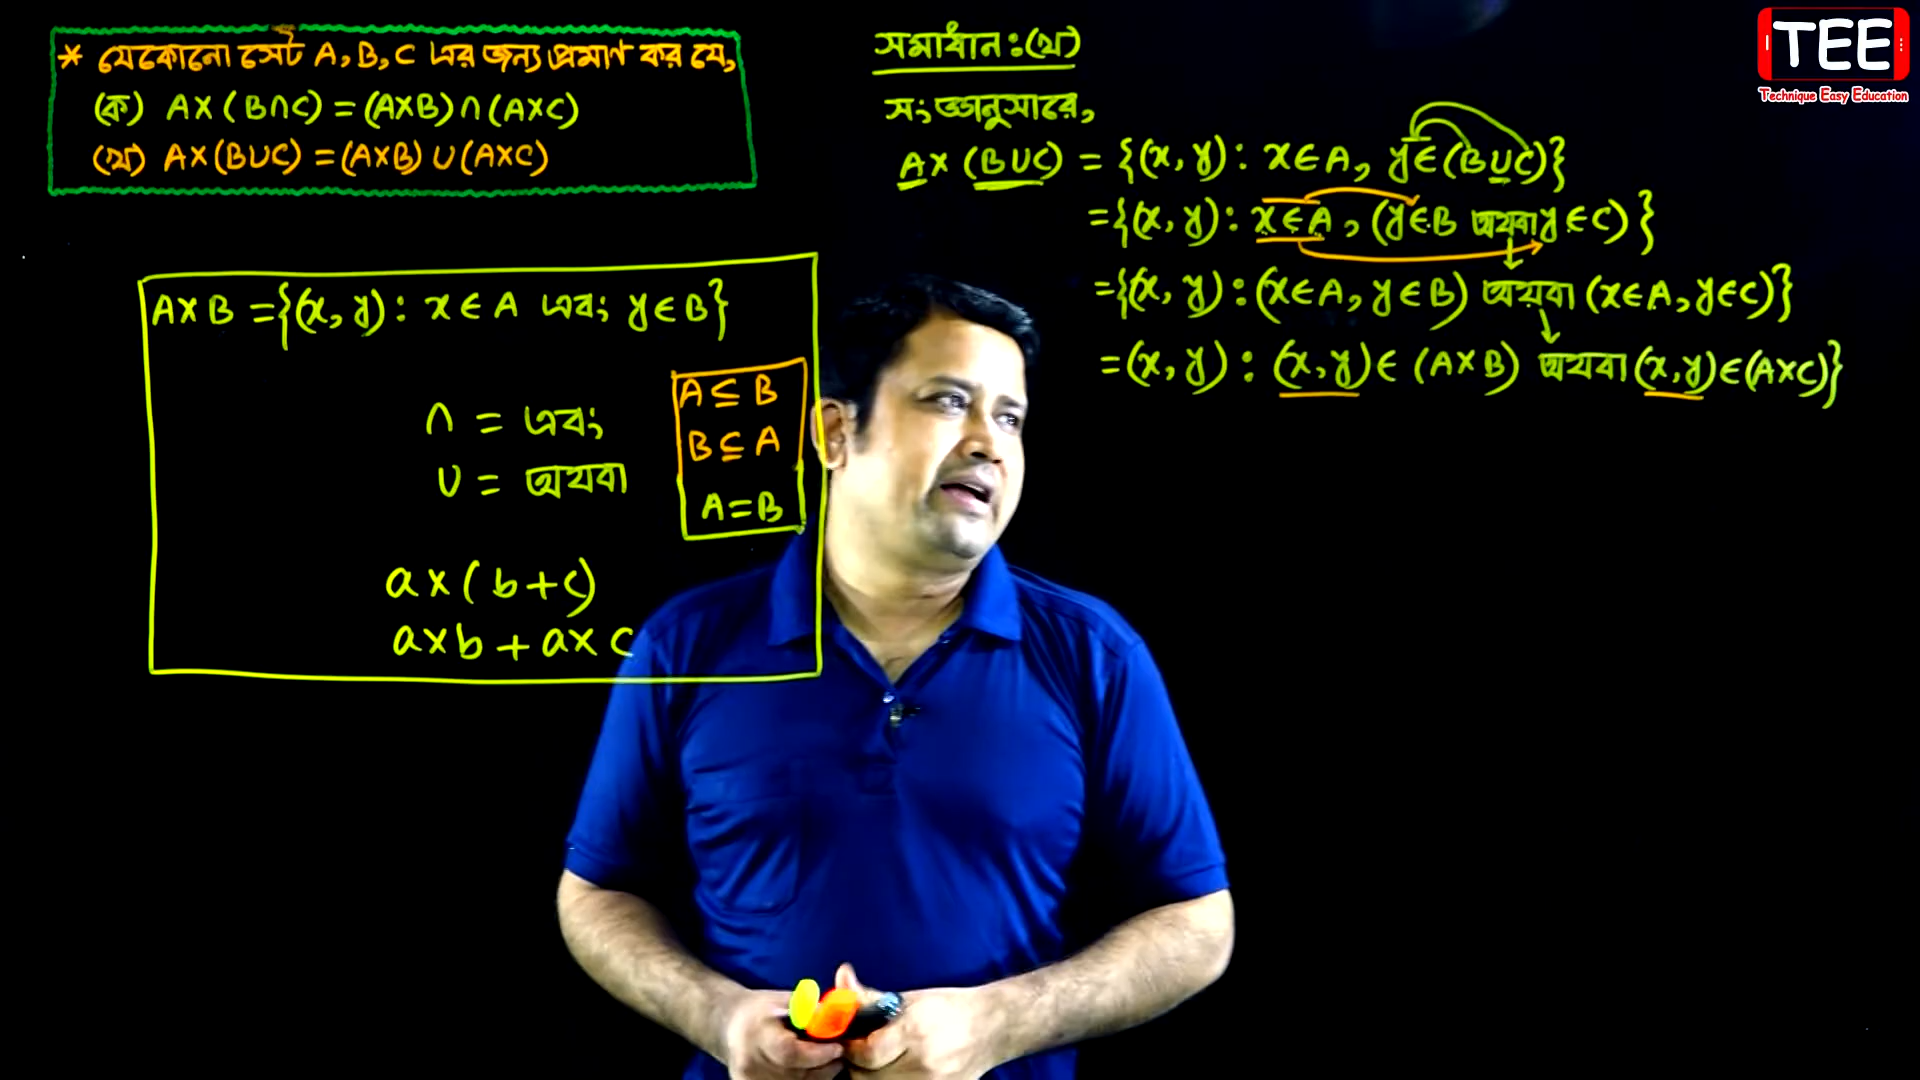 * যেকোনো সেট A, B, C এর জন্য প্রমাণ কর যে,
(ক) A×(B∩C) = (A×B)∩(A×C)
(খ) A×(B∪C) = (A×B)∪(A×C)
A×B = {(x, y) : x∈A এবং y∈B}
∩ = এবং
∪ = অথবা
A ⊆ B
B ⊆ A
A = B
a×(b+c)
a×b + a×c
সমাধান : (খ)
সংজ্ঞানুসারে,
A×(B∪C) = {(x, y) : x∈A, y∈(B∪C)}
= {(x, y) : x∈A, (y∈B অথবা y∈C)}
= {(x, y) : (x∈A, y∈B) অথবা (x∈A, y∈C)}
= (x, y) : (x, y)∈(A×B) অথবা (x, y)∈(A×C)}
TEE
Technique Easy Education